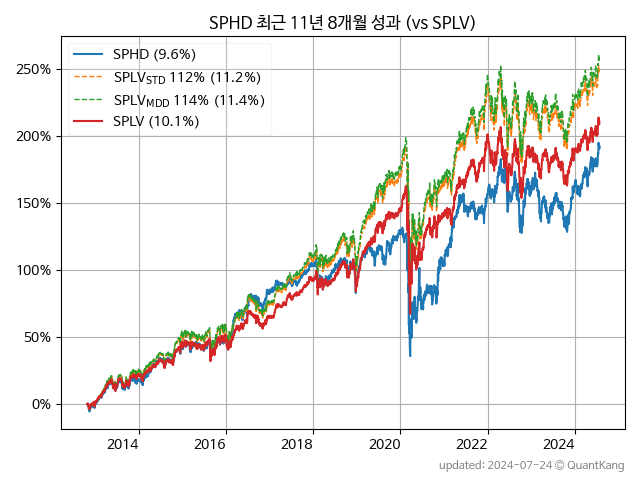 SPHD 최근 11년 8개월 성과 (vs SPLV)
SPHD (9.6%)
SPLV_STD 112% (11.2%)
SPLV_MDD 114% (11.4%)
SPLV (10.1%)
250%
200%
150%
100%
50%
0%
2014 2016 2018 2020 2022 2024
updated: 2024-07-24 © QuantKang